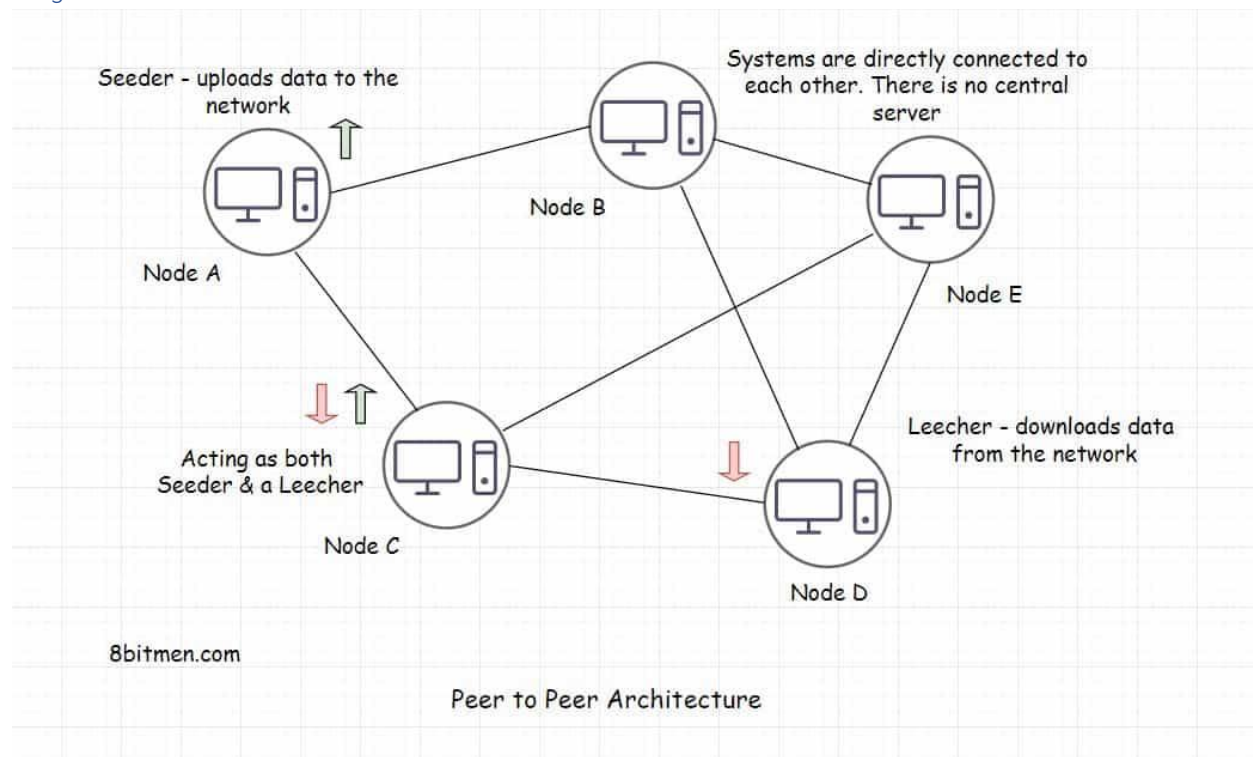 Seeder - uploads data to the
network
Systems are directly connected to
each other. There is no central
server
Node B
Node A
Node E
Acting as both
Seeder & a Leecher
Leecher - downloads data
from the network
Node C
Node D
8bitmen.com
Peer to Peer Architecture